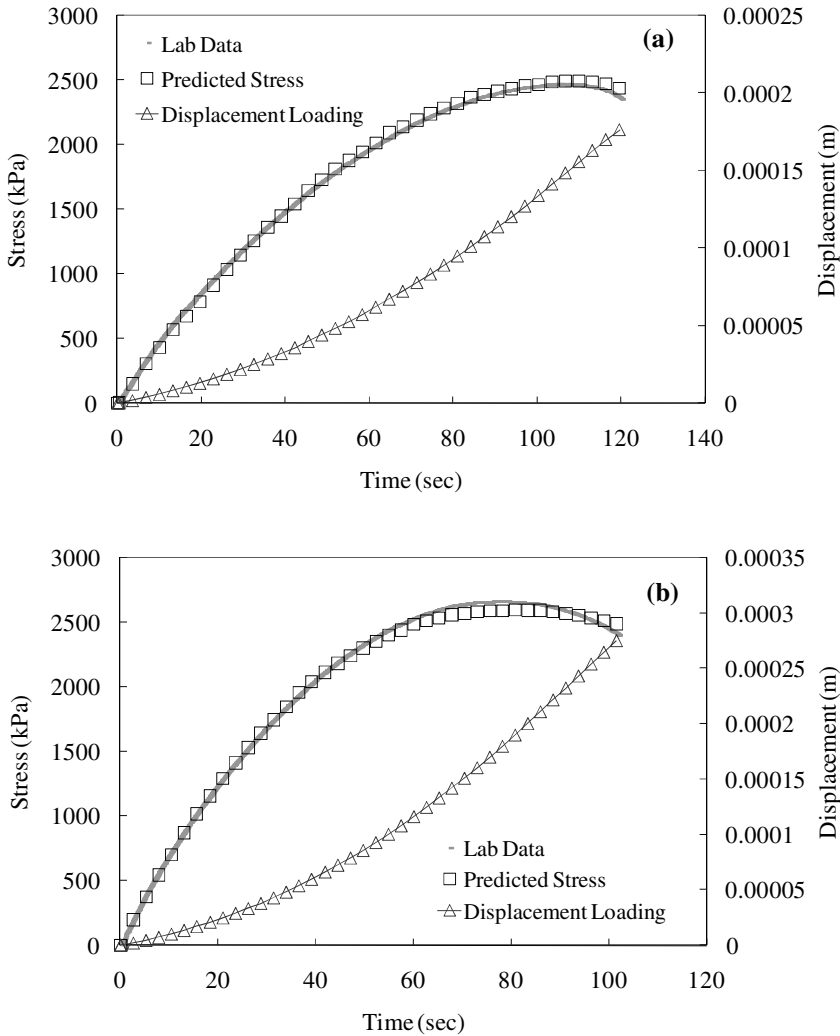 (a)
Lab Data
Predicted Stress
Displacement Loading
Stress (kPa)
3000
2500
2000
1500
1000
500
0
0.00025
0.0002
0.00015
0.0001
0.00005
0
Displacement (m)
0 20 40 60 80 100 120 140
Time (sec)
(b)
Stress (kPa)
3000
2500
2000
1500
1000
500
0
0.00035
0.0003
0.00025
0.0002
0.00015
0.0001
0.00005
0
Displacement (m)
Lab Data
Predicted Stress
Displacement Loading
0 20 40 60 80 100 120
Time (sec)